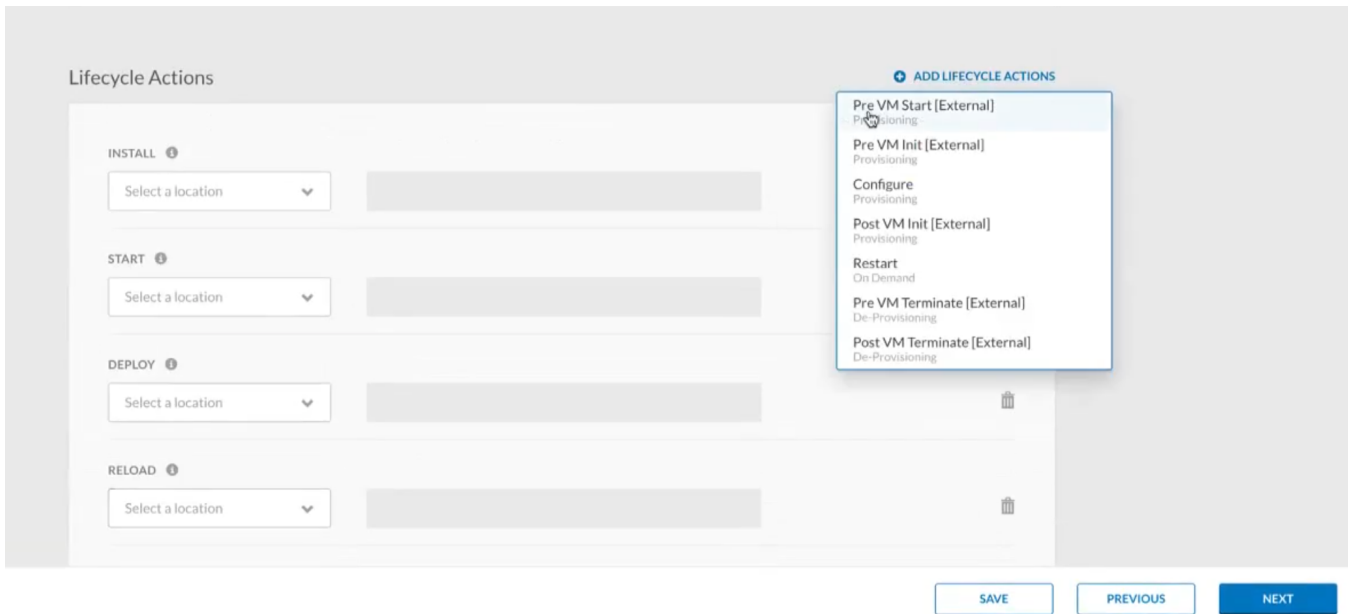 Lifecycle Actions
ADD LIFECYCLE ACTIONS
Pre VM Start [External]
Provisioning
Pre VM Init [External]
Provisioning
Configure
Provisioning
Post VM Init [External]
Provisioning
Restart
On Demand
Pre VM Terminate [External]
De-Provisioning
Post VM Terminate [External]
De-Provisioning
INSTALL
Select a location
START
Select a location
DEPLOY
Select a location
RELOAD
Select a location
SAVE
PREVIOUS
NEXT